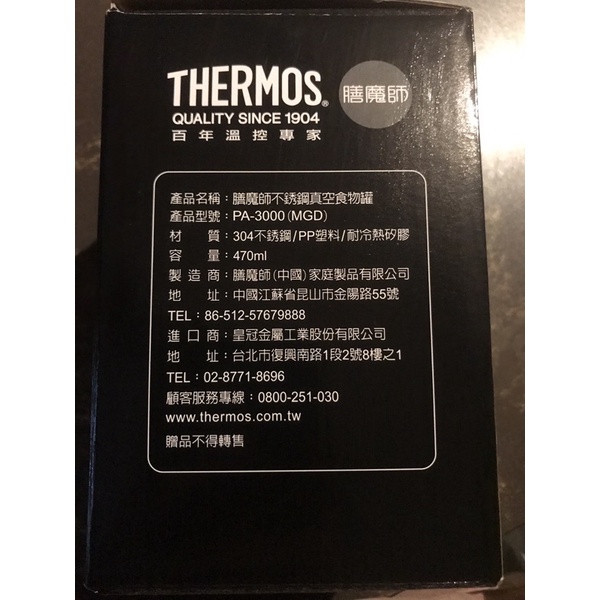 THERMOS®
膳魔師
QUALITY SINCE 1904
百年溫控專家
產品名稱：膳魔師不銹鋼真空食物罐
產品型號：PA-3000(MGD)
材質：304不銹鋼/PP塑料/耐冷熱矽膠
容量：470ml
製造商：膳魔師(中國)家庭製品有限公司
地址：中國江蘇省昆山市金陽路55號
TEL：86-512-57679888
進口商：皇冠金屬工業股份有限公司
地址：台北市復興南路1段2號8樓之1
TEL：02-8771-8696
顧客服務專線：0800-251-030
www.thermos.com.tw
贈品不得轉售